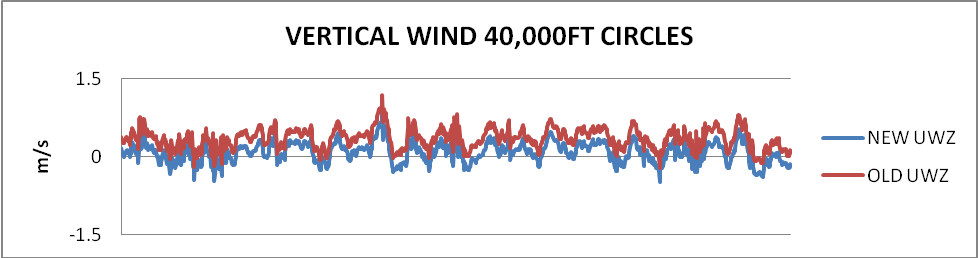 VERTICAL WIND 40,000FT CIRCLES
1.5
0
-1.5
m/s
NEW UWZ
OLD UWZ